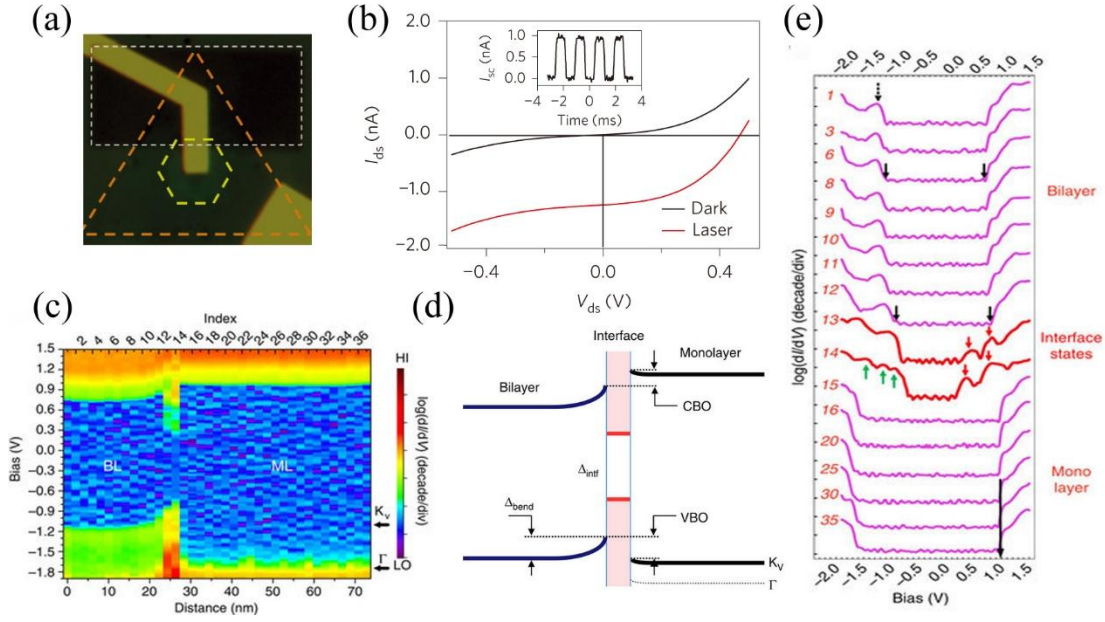 (a)
(b)
2.0
1.0
0.0
−1.0
−2.0
I_ds (nA)
−0.4
0.0
0.4
V_ds (V)
Dark
Laser
1.0
0.0
I_sc (nA)
−4 −2 0 2 4
Time (ms)
(c)
Index
2 4 6 8 10 12 14 16 18 20 22 24 26 28 30 32 34 36
1.5
1.2
0.9
0.6
0.3
0.0
−0.3
−0.6
−0.9
−1.2
−1.5
−1.8
Bias (V)
BL
ML
0 10 20 30 40 50 60 70
Distance (nm)
HI
LO
log(dI/dV) (decade/div)
K_v
Γ
(d)
Interface
Bilayer
Monolayer
CBO
Δ_intf
Δ_bend
VBO
K_v
Γ
(e)
−2.0 −1.5 −1.0 −0.5 0.0 0.5 1.0 1.5
1
3
6
8
9
10
11
12
13
14
15
16
20
25
30
35
log(dI/dV) (decade/div)
Bilayer
Interface
states
Mono
layer
−2.0 −1.5 −1.0 −0.5 0.0 0.5 1.0 1.5
Bias (V)